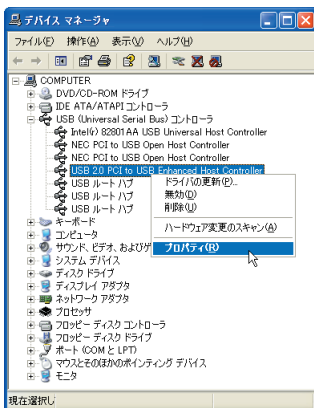 デバイス マネージャ
ファイル(F) 操作(A) 表示(V) ヘルプ(H)
COMPUTER
DVD/CD-ROM ドライブ
IDE ATA/ATAPI コントローラ
USB (Universal Serial Bus) コントローラ
Intel(r) 82801AA USB Universal Host Controller
NEC PCI to USB Open Host Controller
NEC PCI to USB Open Host Controller
USB 2.0 PCI to USB Enhanced Host Controller
USB ルート ハブ
USB ルート ハブ
USB ルート ハブ
ドライバの更新(P)...
無効(D)
削除(U)
ハードウェア変更のスキャン(A)
プロパティ(R)
キーボード
コンピュータ
サウンド、ビデオ、およびゲ
システム デバイス
ディスク ドライブ
ディスプレイ アダプタ
ネットワーク アダプタ
プロセッサ
フロッピー ディスク コントローラ
フロッピー ディスク ドライブ
ポート (COM と LPT)
マウスとそのほかのポインティング デバイス
モニタ
現在選択し